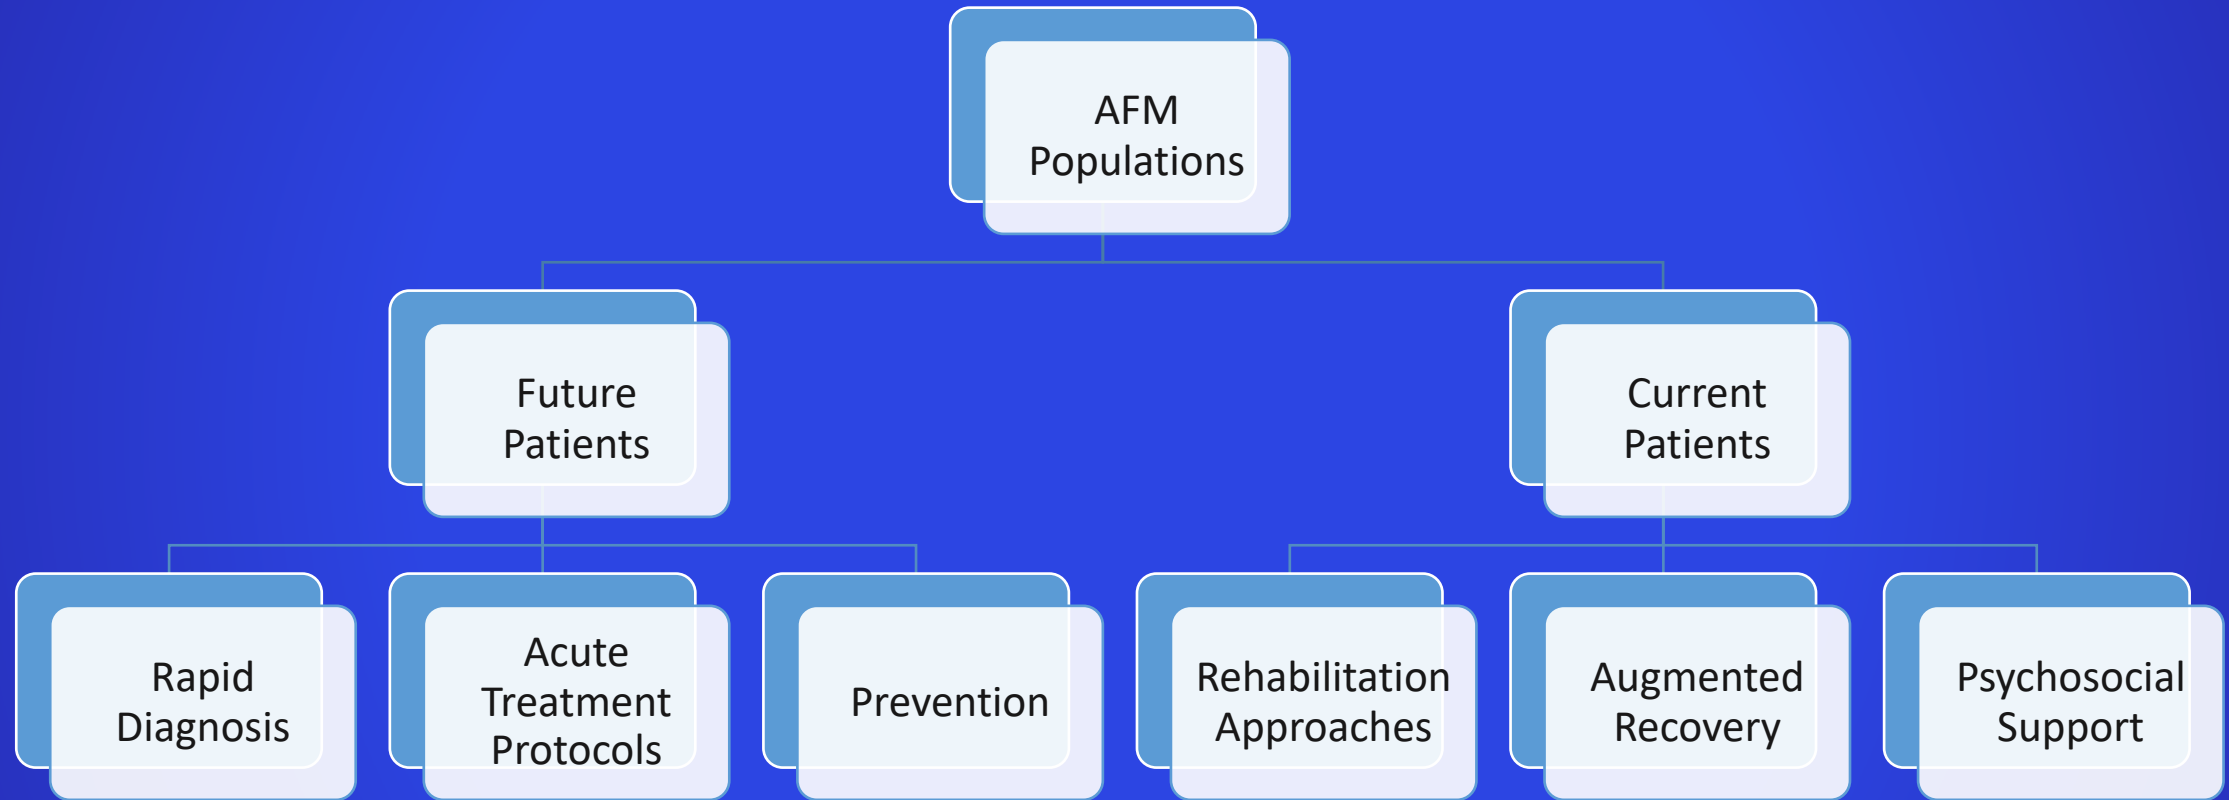 AFM
Populations
Future
Patients
Current
Patients
Rapid
Diagnosis
Acute
Treatment
Protocols
Prevention
Rehabilitation
Approaches
Augmented
Recovery
Psychosocial
Support